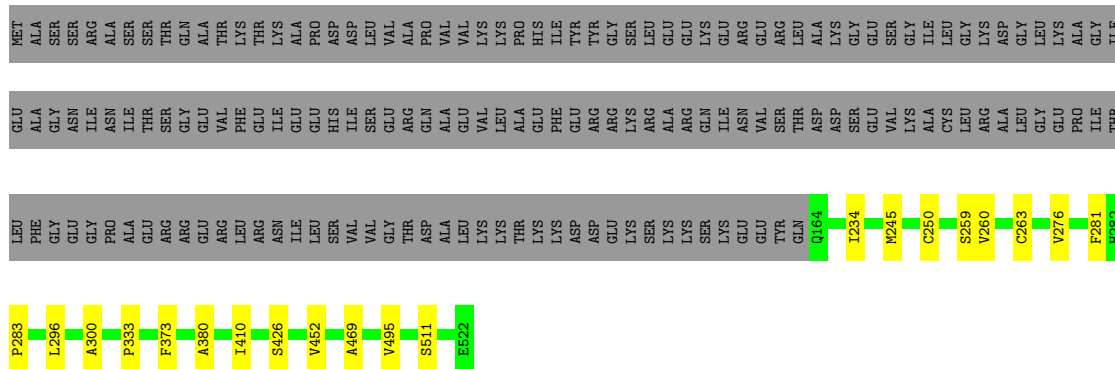 MET ALA SER SER ARG ALA SER SER THR GLN ALA THR LYS THR LYS ALA PRO ASP ASP LEU VAL ALA PRO VAL VAL LYS LYS PRO HIS ILE TYR TYR GLY SER LEU GLU GLU LYS GLU ARG GLU ARG LEU ALA LYS GLY GLU SER GLY ILE LEU GLY LYS ASP GLY LEU LYS ALA GLY ILE
GLU ALA GLY ASN ILE ASN ILE THR SER GLY GLU VAL PHE GLU ILE GLU GLU HIS ILE SER GLU ARG GLN ALA GLU VAL LEU ALA GLU PHE GLU ARG ARG LYS ARG ALA ARG GLN ILE ASN VAL SER THR ASP ASP SER GLU VAL LYS ALA CYS LEU ARG ALA LEU GLY GLU PRO ILE THR
LEU PHE GLY GLU GLY PRO ALA GLU ARG ARG GLU ARG LEU ARG ASN ILE LEU SER VAL VAL GLY THR ASP ALA LEU LYS LYS THR LYS LYS ASP ASP GLU LYS SER LYS LYS SER LYS GLU GLU TYR GLN Q164 I234 M245 C250 S259 V260 C263 V276 F281 H282
P283 L296 A300 P333 F373 A380 I410 S426 V452 A469 V495 S511 E522